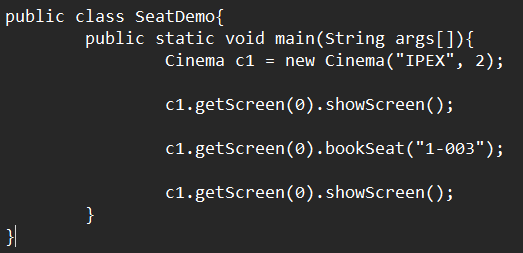 public class SeatDemo{
public static void main(String args[]){
Cinema c1 = new Cinema("IPEX", 2);
c1.getScreen(0).showScreen();
c1.getScreen(0).bookSeat("1-003");
c1.getScreen(0).showScreen();
}
}